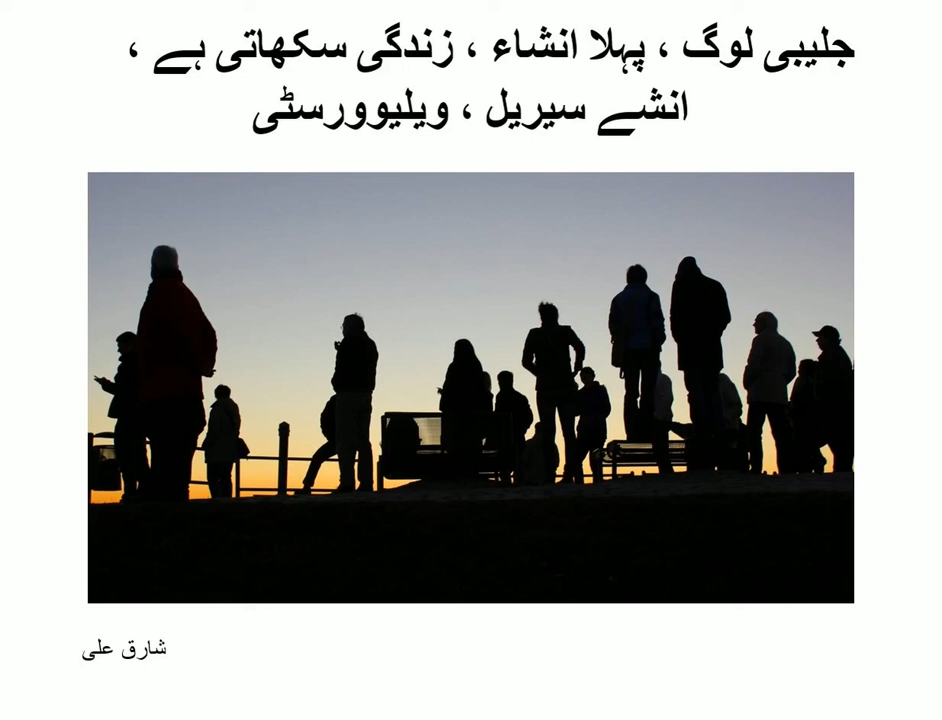 جلیبی لوگ ، پہلا انشاء ، زندگی سکھاتی ہے ،
انشے سیریل ، ویلیوورسٹی
شارق علی